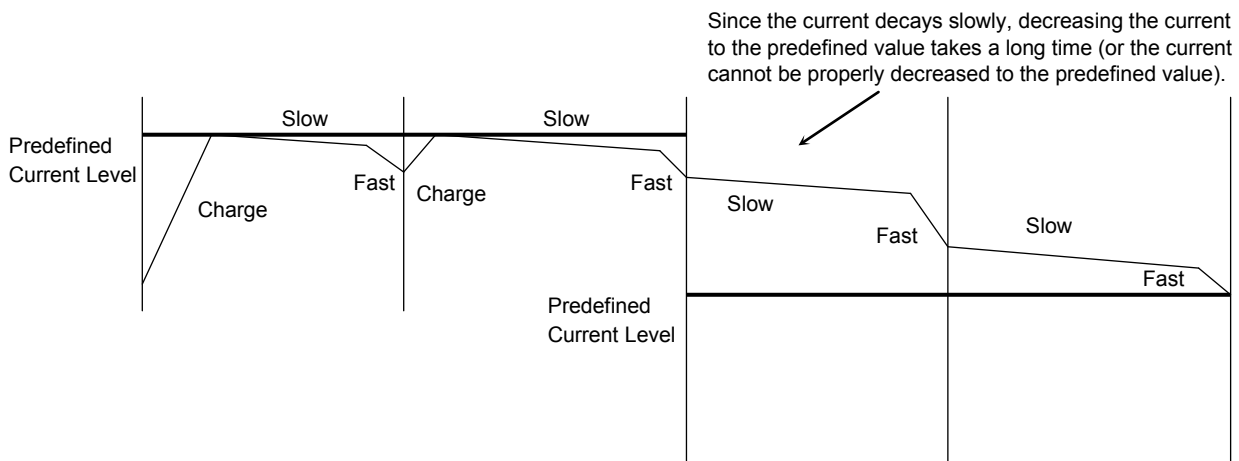 Since the current decays slowly, decreasing the current
to the predefined value takes a long time (or the current
cannot be properly decreased to the predefined value).
Slow
Slow
Predefined
Current Level
Fast
Charge
Fast
Charge
Slow
Fast
Slow
Fast
Predefined
Current Level